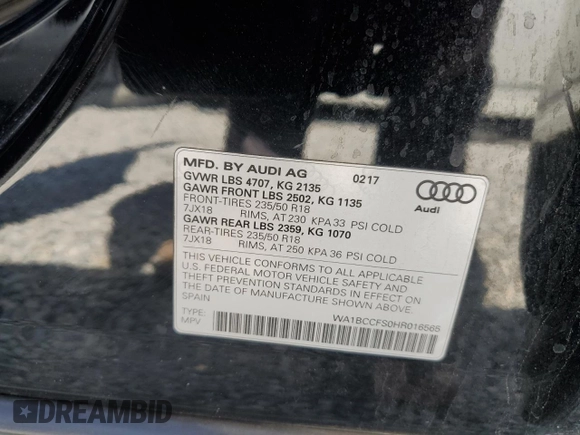 MFD. BY AUDI AG 0217
GVWR LBS 4707, KG 2135
GAWR FRONT LBS 2502, KG 1135
FRONT-TIRES 235/50 R18
7JX18 RIMS, AT 230 KPA 33 PSI COLD
GAWR REAR LBS 2359, KG 1070
REAR-TIRES 235/50 R18
7JX18 RIMS, AT 250 KPA 36 PSI COLD
Audi
THIS VEHICLE CONFORMS TO ALL APPLICABLE
U.S. FEDERAL MOTOR VEHICLE SAFETY AND
THEFT PREVENTION STANDARDS IN EFFECT ON
THE DATE OF MANUFACTURE SHOWN ABOVE.
SPAIN
TYPE: WA1BCCFS0HR016565
MPV
DREAMBID